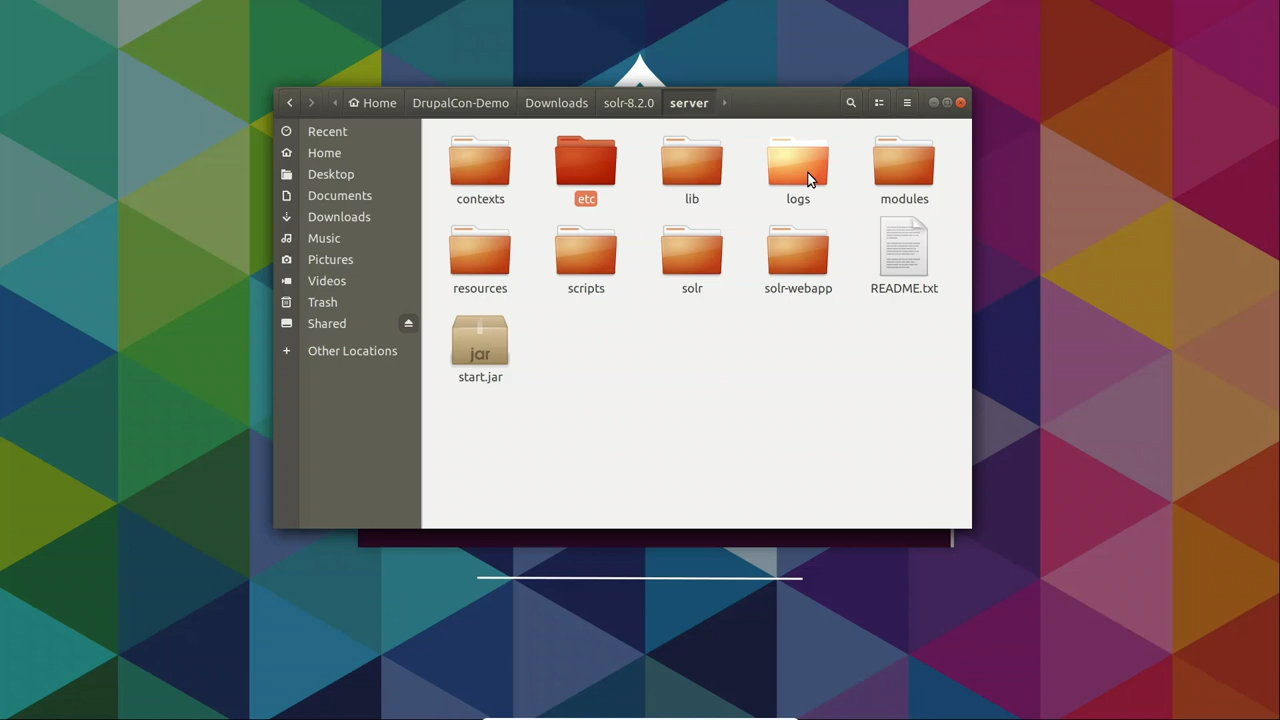 Home DrupalCon-Demo Downloads solr-8.2.0 server
Recent
Home
Desktop
Documents
Downloads
Music
Pictures
Videos
Trash
Shared
Other Locations
contexts etc lib logs modules
resources scripts solr solr-webapp README.txt
jar
start.jar